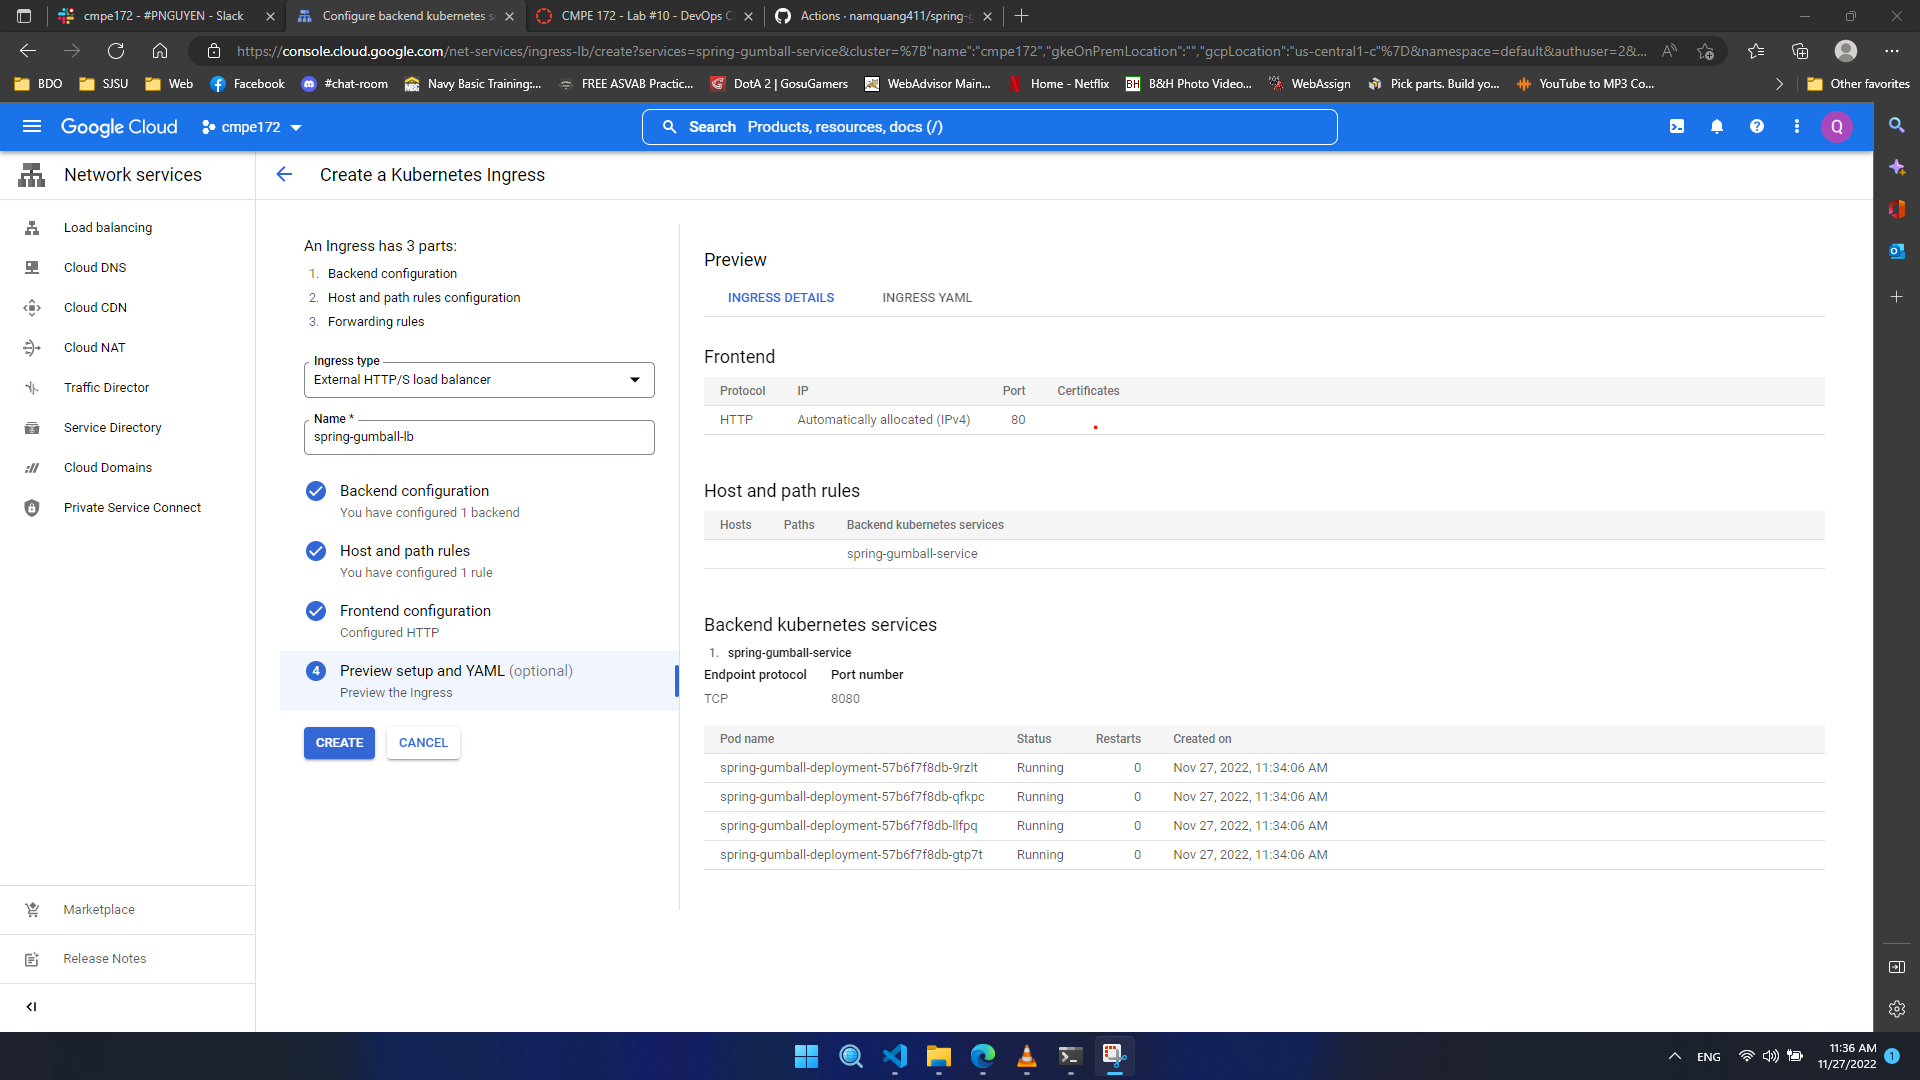 cmpe172 - #PNGUYEN - Slack
Configure backend kubernetes s
CMPE 172 - Lab #10 - DevOps C
Actions · namquang411/spring-g
https://console.cloud.google.com/net-services/ingress-lb/create?services=spring-gumball-service&cluster=%7B"name":"cmpe172","gkeOnPremLocation":"","gcpLocation":"us-central1-c"%7D&namespace=default&authuser=2&...
BDO
SJSU
Web
Facebook
#chat-room
Navy Basic Training:...
FREE ASVAB Practic...
DotA 2 | GosuGamers
WebAdvisor Main...
Home - Netflix
B&H Photo Video...
WebAssign
Pick parts. Build yo...
YouTube to MP3 Co...
Other favorites
Google Cloud
cmpe172
Search Products, resources, docs (/)
Q
Network services
Create a Kubernetes Ingress
Load balancing
Cloud DNS
Cloud CDN
Cloud NAT
Traffic Director
Service Directory
Cloud Domains
Private Service Connect
Marketplace
Release Notes
An Ingress has 3 parts:
1. Backend configuration
2. Host and path rules configuration
3. Forwarding rules
Ingress type
External HTTP/S load balancer
Name *
spring-gumball-lb
Backend configuration
You have configured 1 backend
Host and path rules
You have configured 1 rule
Frontend configuration
Configured HTTP
4 Preview setup and YAML (optional)
Preview the Ingress
CREATE
CANCEL
Preview
INGRESS DETAILS
INGRESS YAML
Frontend
Protocol IP Port Certificates
HTTP Automatically allocated (IPv4) 80
Host and path rules
Hosts Paths Backend kubernetes services
spring-gumball-service
Backend kubernetes services
1. spring-gumball-service
Endpoint protocol Port number
TCP 8080
Pod name Status Restarts Created on
spring-gumball-deployment-57b6f7f8db-9rzlt Running 0 Nov 27, 2022, 11:34:06 AM
spring-gumball-deployment-57b6f7f8db-qfkpc Running 0 Nov 27, 2022, 11:34:06 AM
spring-gumball-deployment-57b6f7f8db-llfpq Running 0 Nov 27, 2022, 11:34:06 AM
spring-gumball-deployment-57b6f7f8db-gtp7t Running 0 Nov 27, 2022, 11:34:06 AM
ENG
11:36 AM
11/27/2022
1